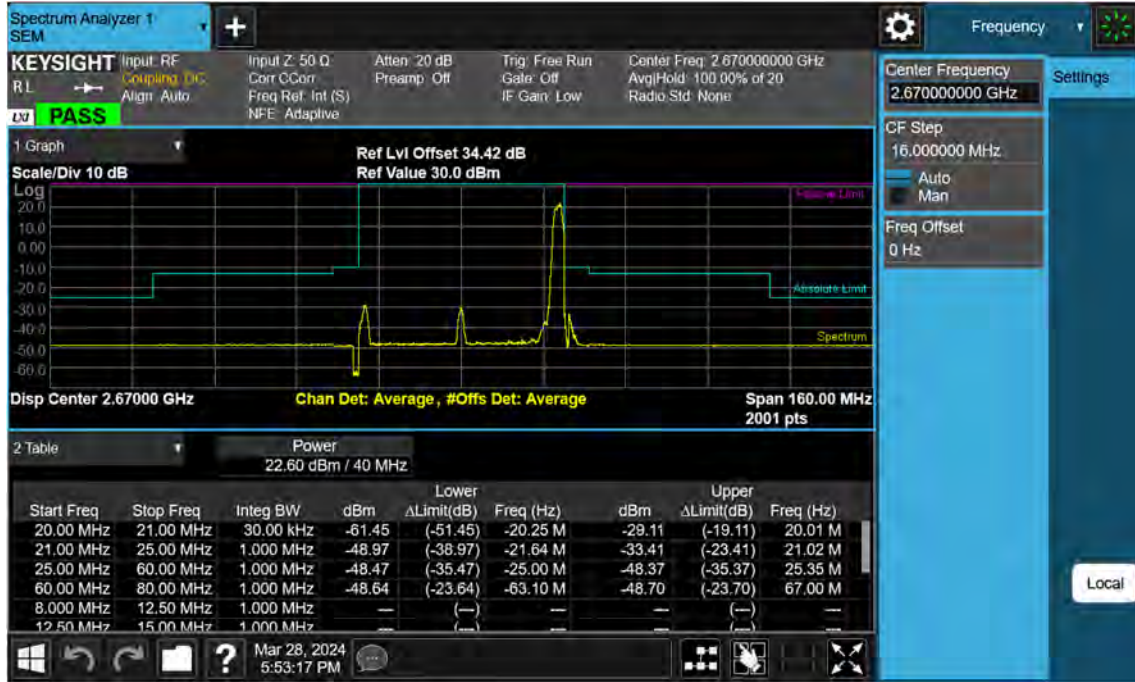 Spectrum Analyzer 1
SEM
+
Frequency
KEYSIGHT
RL
LXI
PASS
Input: RF
Coupling: DC
Align: Auto
Input Z: 50 Ω
Corr CCorr
Freq Ref: Int (S)
NFE: Adaptive
Atten: 20 dB
Preamp: Off
Trig: Free Run
Gate: Off
IF Gain: Low
Center Freq: 2.670000000 GHz
Avg|Hold: 100.00% of 20
Radio Std: None
Center Frequency
2.670000000 GHz
Settings
CF Step
16.000000 MHz
Auto
Man
Freq Offset
0 Hz
1 Graph
Scale/Div 10 dB
Ref Lvl Offset 34.42 dB
Ref Value 30.0 dBm
Log
20.0
10.0
0.00
-10.0
-20.0
-30.0
-40.0
-50.0
-60.0
Relative Limit
Absolute Limit
Spectrum
Disp Center 2.67000 GHz
Chan Det: Average , #Offs Det: Average
Span 160.00 MHz
2001 pts
2 Table
Power
22.60 dBm / 40 MHz
Lower Upper
Start Freq Stop Freq Integ BW dBm ΔLimit(dB) Freq (Hz) dBm ΔLimit(dB) Freq (Hz)
20.00 MHz 21.00 MHz 30.00 kHz -61.45 (-51.45) -20.25 M -29.11 (-19.11) 20.01 M
21.00 MHz 25.00 MHz 1.000 MHz -48.97 (-38.97) -21.64 M -33.41 (-23.41) 21.02 M
25.00 MHz 60.00 MHz 1.000 MHz -48.47 (-35.47) -25.00 M -48.37 (-35.37) 25.35 M
60.00 MHz 80.00 MHz 1.000 MHz -48.64 (-23.64) -63.10 M -48.70 (-23.70) 67.00 M
8.000 MHz 12.50 MHz 1.000 MHz --- (---) --- --- (---) ---
12.50 MHz 15.00 MHz 1.000 MHz --- (---) --- --- (---) ---
Local
?
Mar 28, 2024
5:53:17 PM